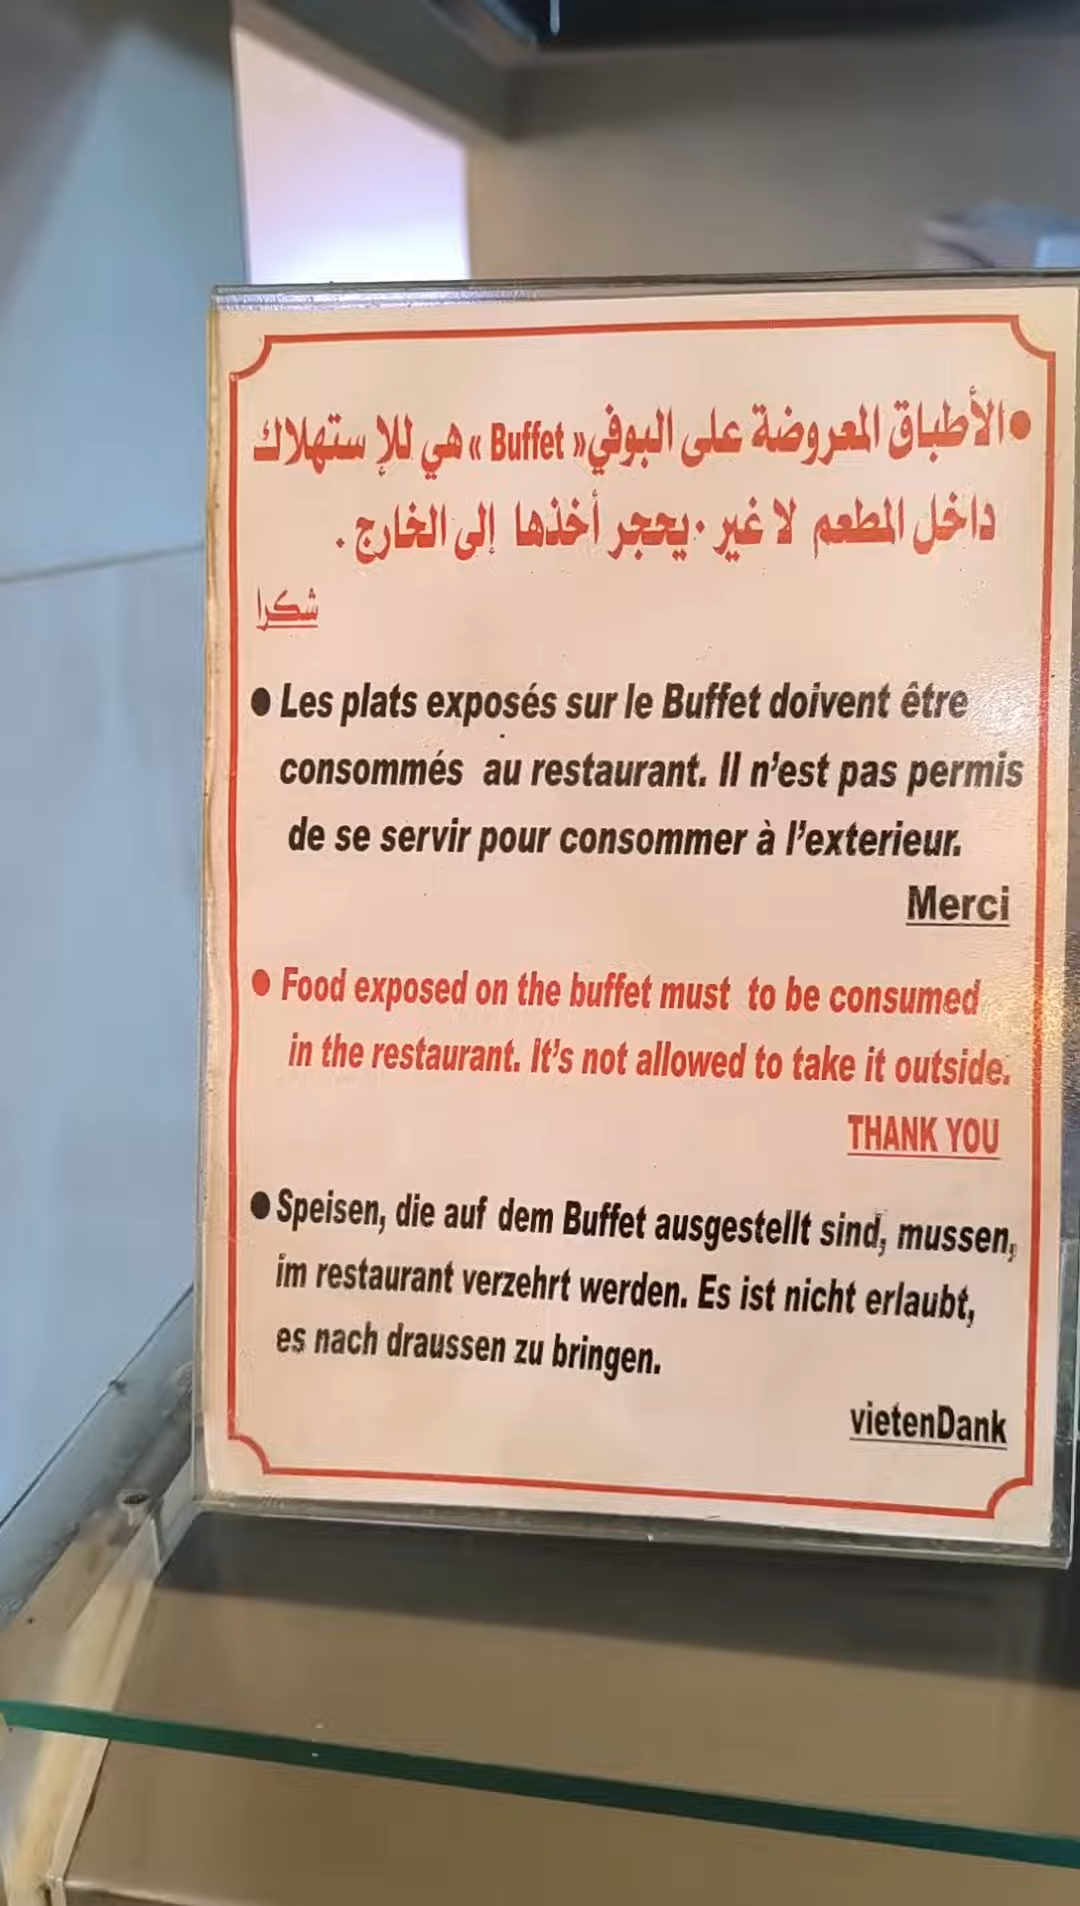 ●الأطباق المعروضة على البوفي « Buffet » هي للإ ستهلاك
داخل المطعم لا غير ٠يحجر أخذها إلى الخارج .
شكرا
● Les plats exposés sur le Buffet doivent être
consommés au restaurant. Il n'est pas permis
de se servir pour consommer à l'exterieur.
Merci
● Food exposed on the buffet must to be consumed
in the restaurant. It's not allowed to take it outside.
THANK YOU
● Speisen, die auf dem Buffet ausgestellt sind, mussen,
im restaurant verzehrt werden. Es ist nicht erlaubt,
es nach draussen zu bringen.
vietenDank